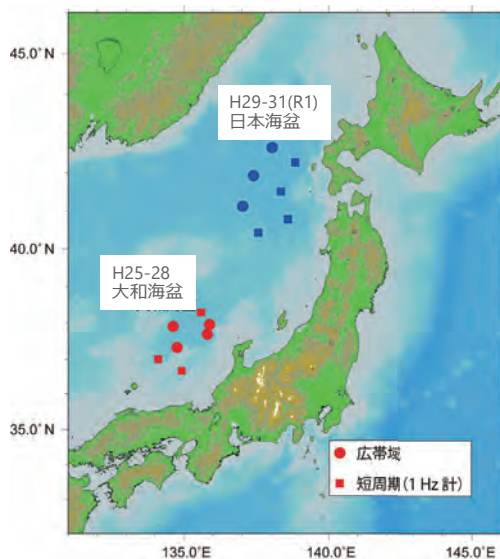 45.0˚N
H29-31(R1)
日本海盆
40.0˚N
H25-28
大和海盆
35.0˚N
広帯域
短周期(1 Hz 計)
135.0˚E
140.0˚E
145.0˚E